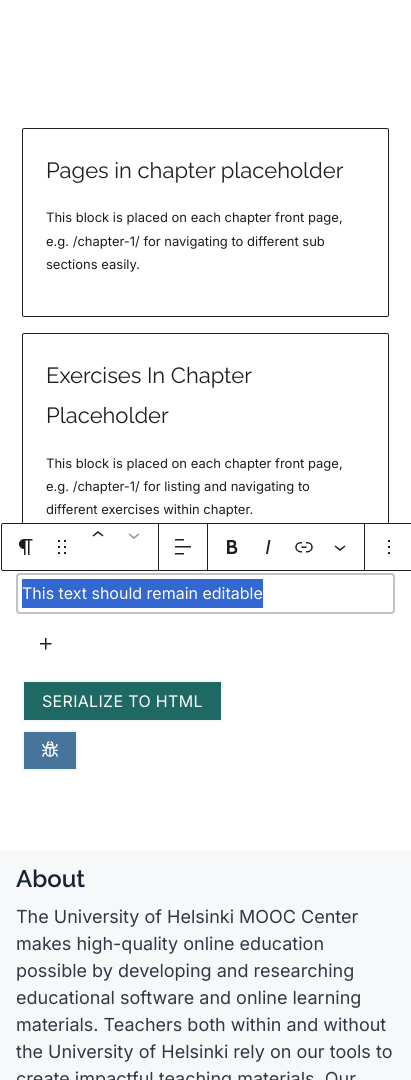 Pages in chapter placeholder
This block is placed on each chapter front page,
e.g. /chapter-1/ for navigating to different sub
sections easily.
Exercises In Chapter
Placeholder
This block is placed on each chapter front page,
e.g. /chapter-1/ for listing and navigating to
different exercises within chapter.
B I
This text should remain editable
SERIALIZE TO HTML
About
The University of Helsinki MOOC Center
makes high-quality online education
possible by developing and researching
educational software and online learning
materials. Teachers both within and without
the University of Helsinki rely on our tools to
create impactful teaching materials. Our